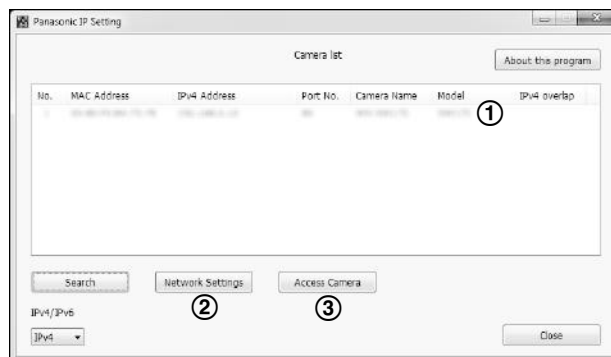 Panasonic IP Setting
Camera list
About this program
No. MAC Address IPv4 Address Port No. Camera Name Model IPv4 overlap
①
Search Network Settings Access Camera
② ③
IPv4/IPv6
IPv4 Close